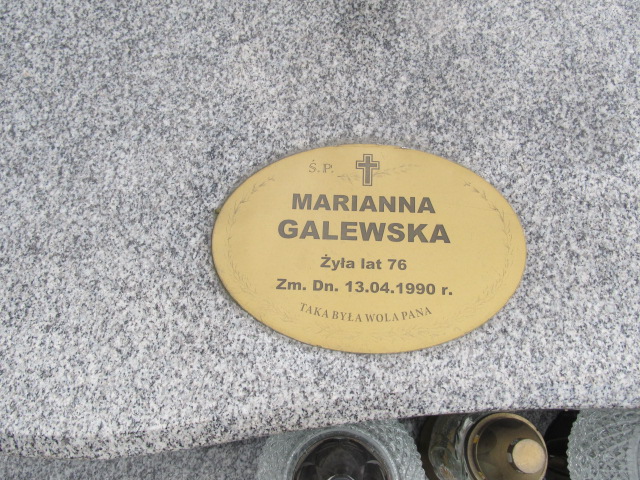 Ś.P.
MARIANNA
GALEWSKA
Żyła lat 76
Zm. Dn. 13.04.1990 r.
TAKA BYŁA WOLA PANA